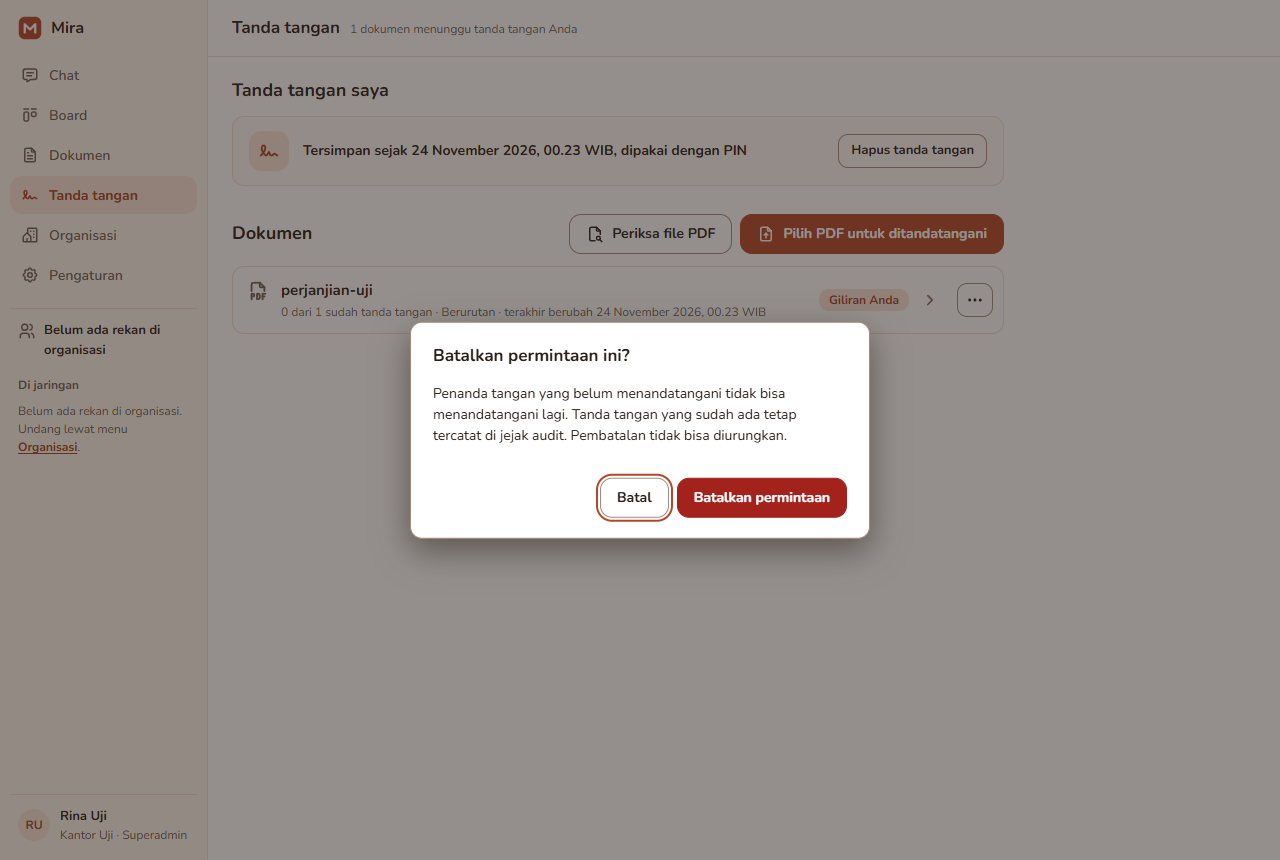 Mira
Chat
Board
Dokumen
Tanda tangan
Organisasi
Pengaturan
Belum ada rekan di
organisasi
Di jaringan
Belum ada rekan di organisasi.
Undang lewat menu
Organisasi.
RU
Rina Uji
Kantor Uji · Superadmin
Tanda tangan
1 dokumen menunggu tanda tangan Anda
Tanda tangan saya
Tersimpan sejak 24 November 2026, 00.23 WIB, dipakai dengan PIN
Hapus tanda tangan
Dokumen
Periksa file PDF
Pilih PDF untuk ditandatangani
PDF
perjanjian-uji
0 dari 1 sudah tanda tangan · Berurutan · terakhir berubah 24 November 2026, 00.23 WIB
Giliran Anda
Batalkan permintaan ini?
Penanda tangan yang belum menandatangani tidak bisa
menandatangani lagi. Tanda tangan yang sudah ada tetap
tercatat di jejak audit. Pembatalan tidak bisa diurungkan.
Batal
Batalkan permintaan